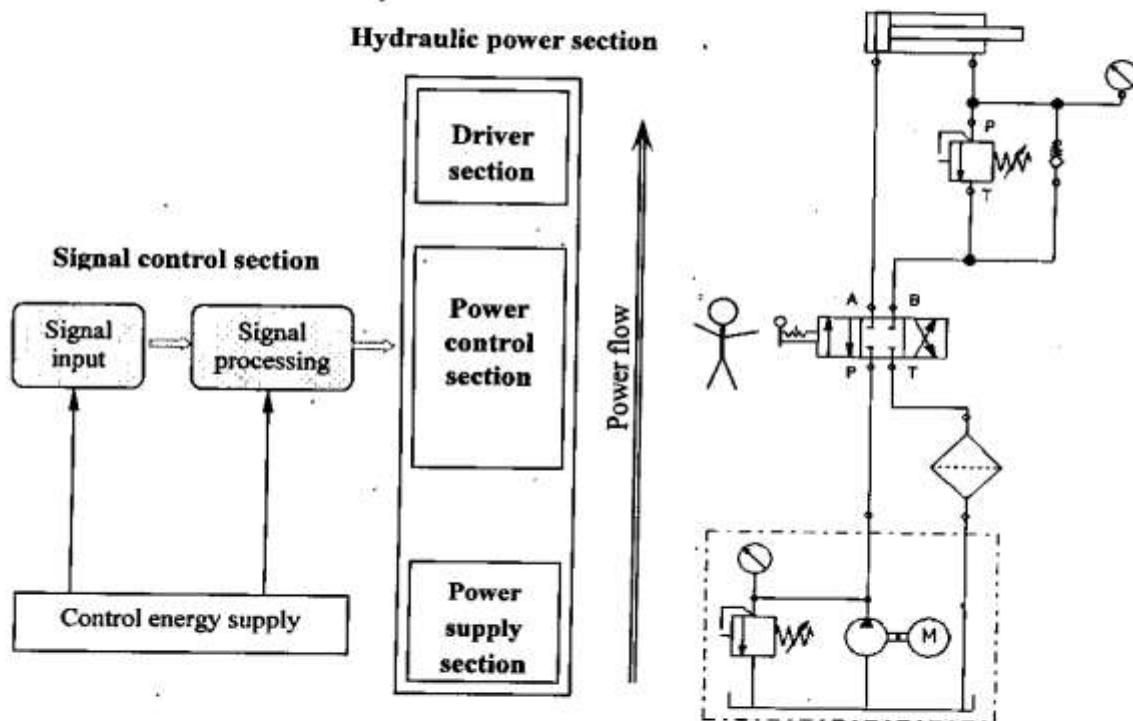 Hydraulic power section
Driver
section
Signal control section
Signal
input
Signal
processing
Power
control
section
Power flow
Control energy supply
Power
supply
section
P
T
A B
P T
M